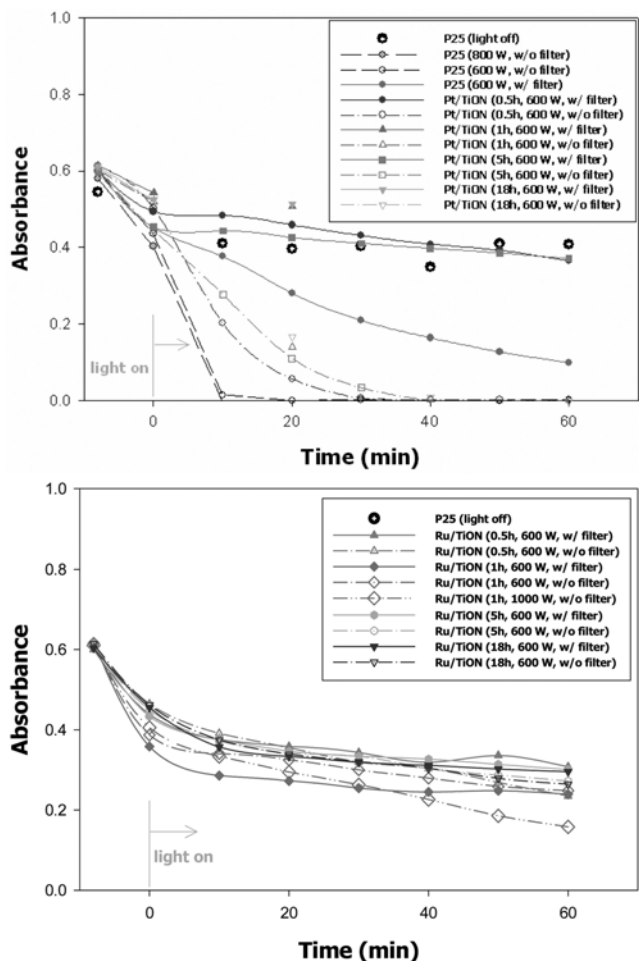 1.0
0.8
0.6
0.4
0.2
0.0
Absorbance
P25 (light off)
P25 (800 W, w/o filter)
P25 (600 W, w/o filter)
P25 (600 W, w/ filter)
Pt/TiON (0.5h, 600 W, w/ filter)
Pt/TiON (0.5h, 600 W, w/o filter)
Pt/TiON (1h, 600 W, w/ filter)
Pt/TiON (1h, 600 W, w/o filter)
Pt/TiON (5h, 600 W, w/ filter)
Pt/TiON (5h, 600 W, w/o filter)
Pt/TiON (18h, 600 W, w/ filter)
Pt/TiON (18h, 600 W, w/o filter)
light on
0 20 40 60
Time (min)
1.0
0.8
0.6
0.4
0.2
0.0
Absorbance
P25 (light off)
Ru/TiON (0.5h, 600 W, w/ filter)
Ru/TiON (0.5h, 600 W, w/o filter)
Ru/TiON (1h, 600 W, w/ filter)
Ru/TiON (1h, 600 W, w/o filter)
Ru/TiON (1h, 1000 W, w/o filter)
Ru/TiON (5h, 600 W, w/ filter)
Ru/TiON (5h, 600 W, w/o filter)
Ru/TiON (18h, 600 W, w/ filter)
Ru/TiON (18h, 600 W, w/o filter)
light on
0 20 40 60
Time (min)